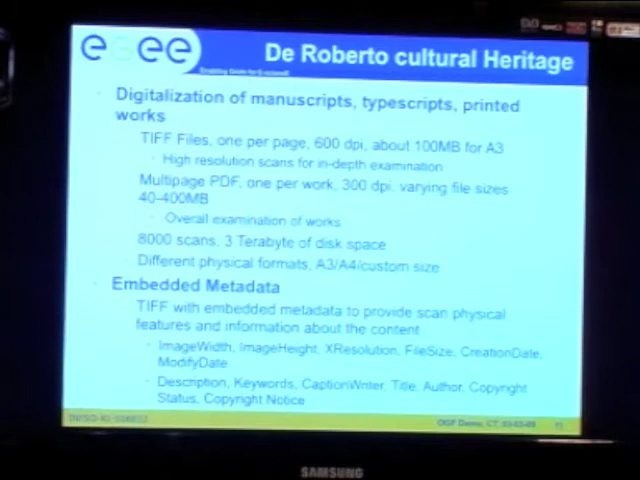 egee
De Roberto cultural Heritage
Digitalization of manuscripts, typescripts, printed
works
TIFF Files, one per page, 600 dpi, about 100MB for A3
High resolution scans for in-depth examination
Multipage PDF, one per work, 300 dpi, varying file sizes
40-400MB
Overall examination of works
8000 scans, 3 Terabyte of disk space
Different physical formats, A3/A4/custom size
Embedded Metadata
TIFF with embedded metadata to provide scan physical
features and information about the content
ImageWidth, ImageHeight, XResolution, FileSize, CreationDate,
ModifyDate
Description, Keywords, CaptionWriter, Title, Author, Copyright
Status, Copyright Notice
OGF Demo, CT,
11
SAMSUNG